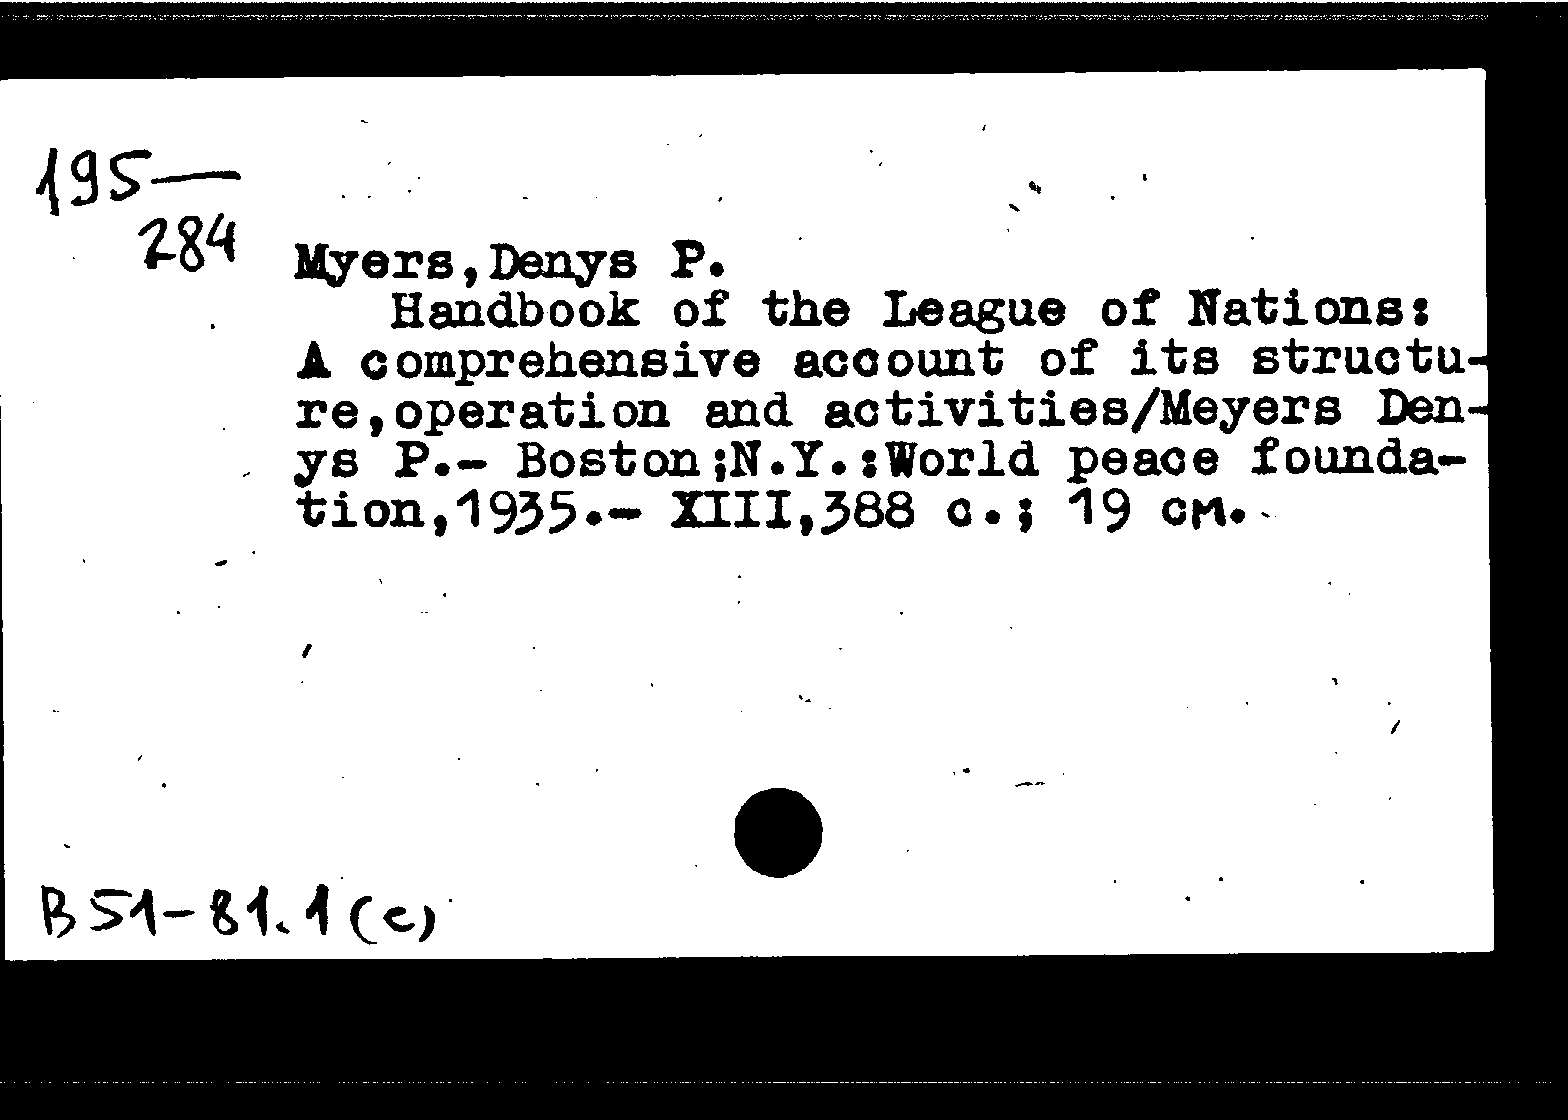 195—
284
Myers,Denys P.
Handbook of the League of Nations:
A comprehensive account of its structu-
re,operation and activities/Meyers Den-
ys P.- Boston;N.Y.:World peace founda-
tion,1935.- XIII,388 c.; 19 см.
B51-81.1(c)